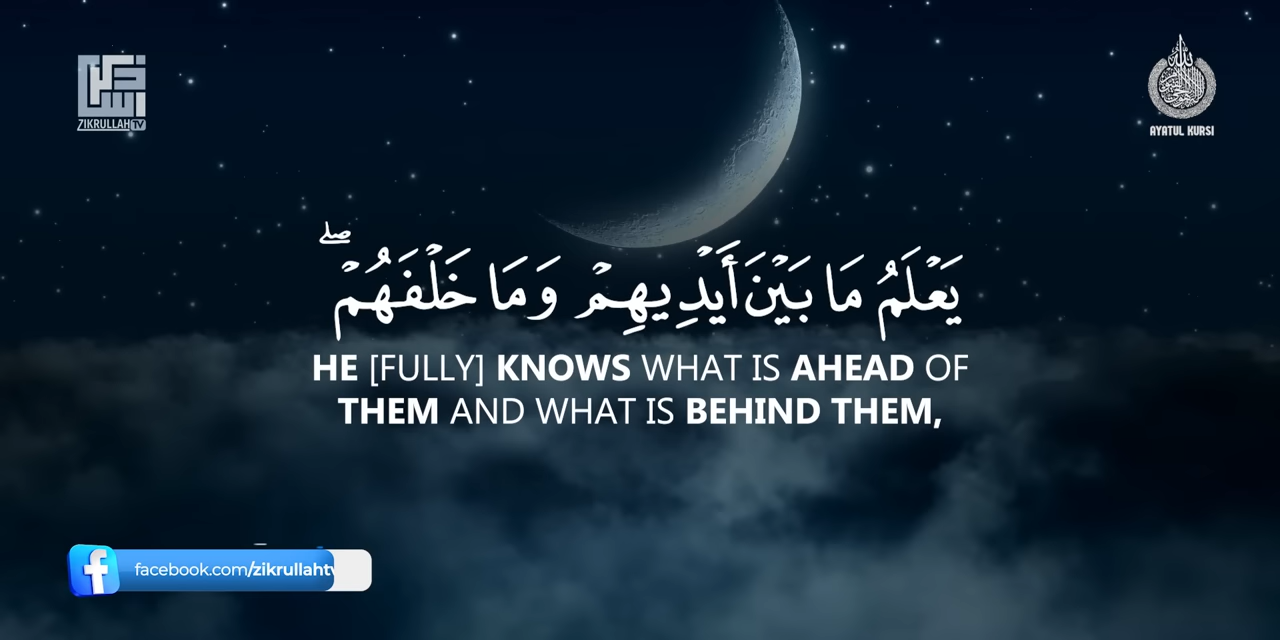 ZIKRULLAH TV
AYATUL KURSI
يَعْلَمُ مَا بَيْنَ أَيْدِيهِمْ وَمَا خَلْفَهُمْ ۖ
HE [FULLY] KNOWS WHAT IS AHEAD OF
THEM AND WHAT IS BEHIND THEM,
facebook.com/zikrullahtv